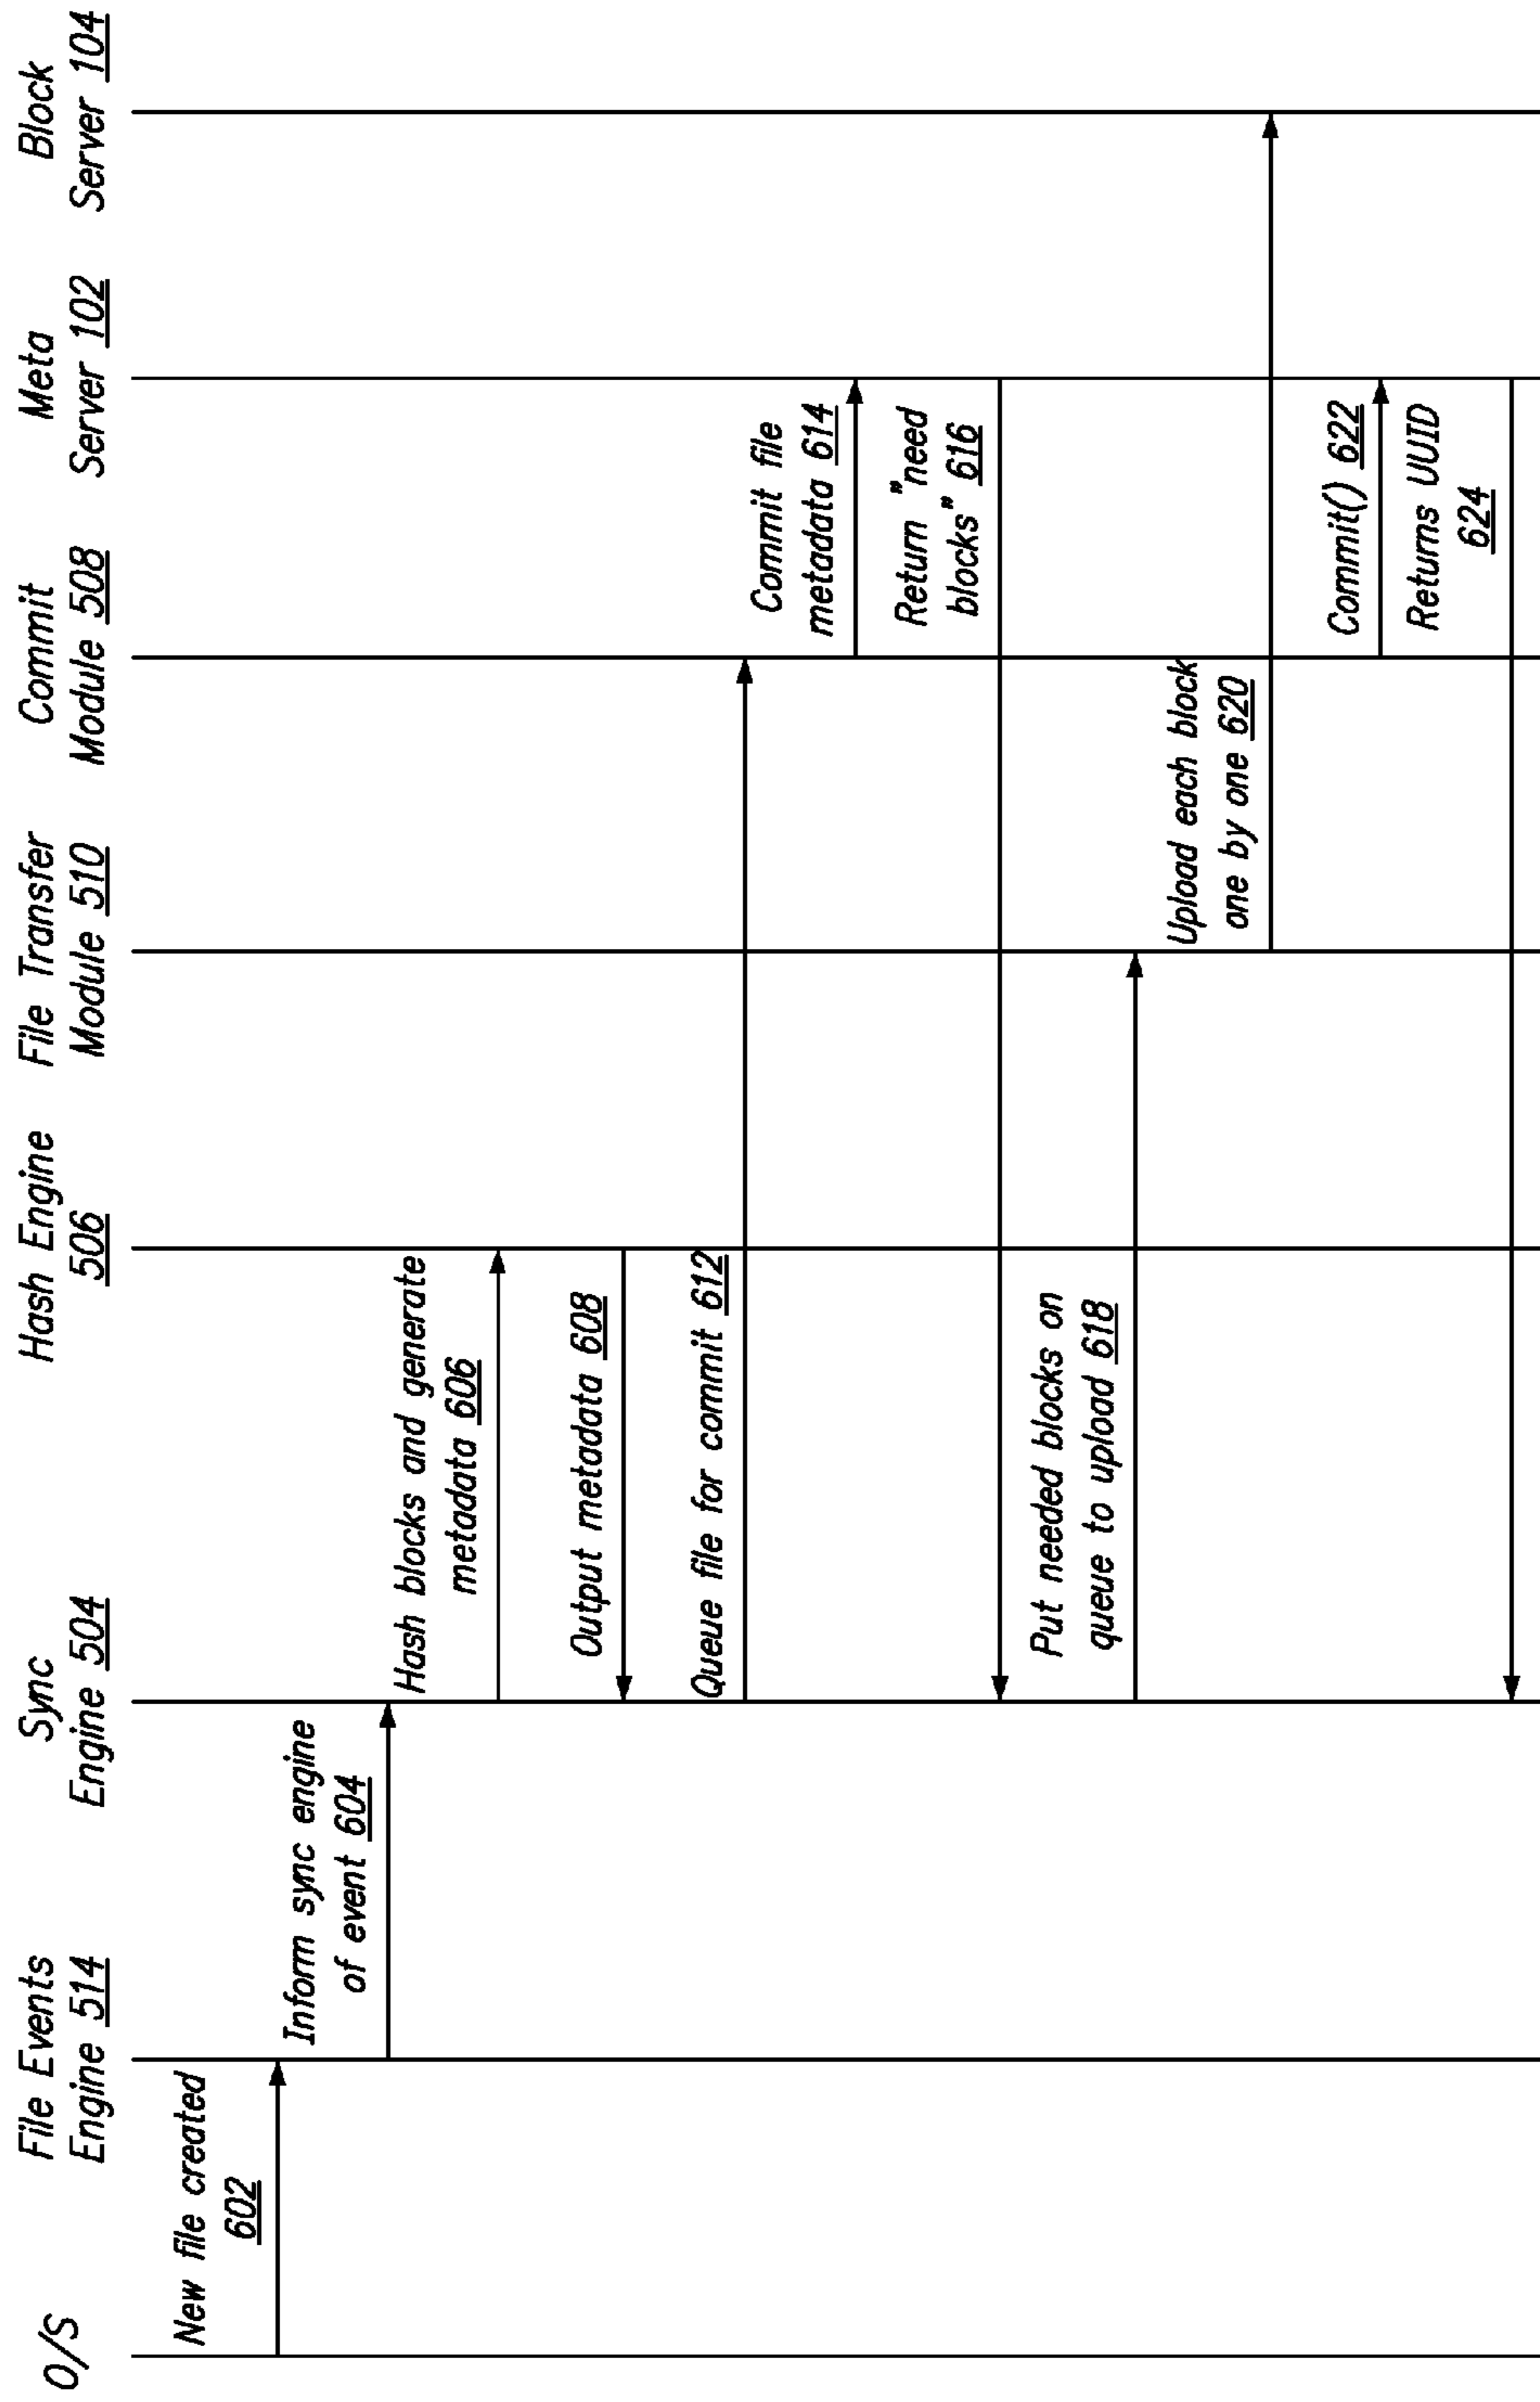 O/S
File Events
Engine 514
Sync
Engine 504
Hash Engine
506
File Transfer
Module 510
Commit
Module 508
Meta
Server 102
Block
Server 104
New file created
602
Inform sync engine
of event 604
Hash blocks and generate
metadata 606
Output metadata 608
Queue file for commit 612
Commit file
metadata 614
Return "need
blocks" 616
Put needed blocks on
queue to upload 618
Upload each block
one by one 620
Commit() 622
Returns UUID
624